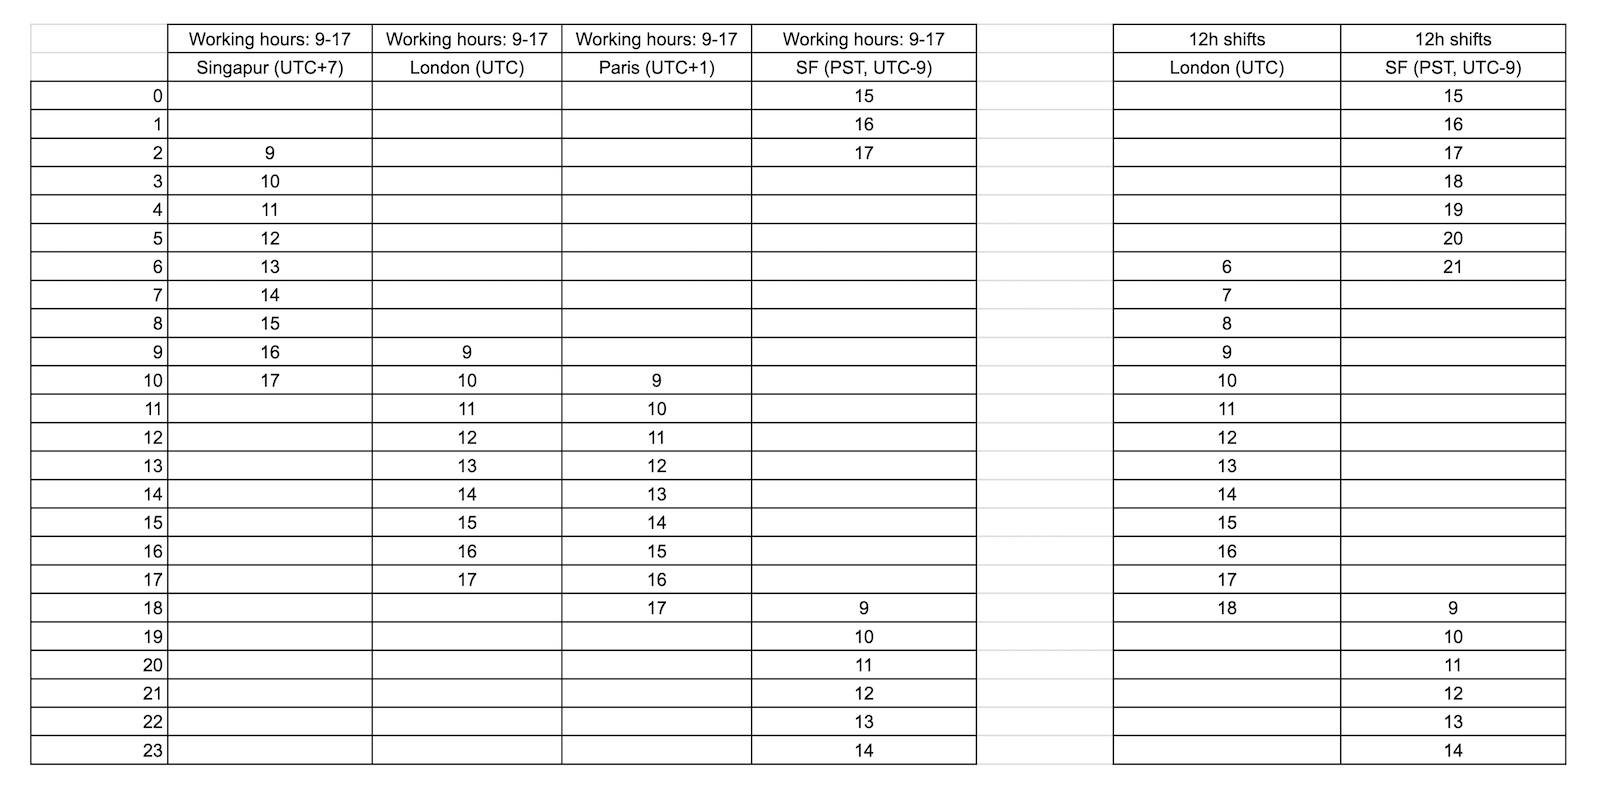 Working hours: 9-17 Working hours: 9-17 Working hours: 9-17 Working hours: 9-17 12h shifts 12h shifts
Singapur (UTC+7) London (UTC) Paris (UTC+1) SF (PST, UTC-9) London (UTC) SF (PST, UTC-9)
0 15 15
1 16 16
2 9 17 17
3 10 18
4 11 19
5 12 20
6 13 6 21
7 14 7
8 15 8
9 16 9 9
10 17 10 9 10
11 11 10 11
12 12 11 12
13 13 12 13
14 14 13 14
15 15 14 15
16 16 15 16
17 17 16 17
18 17 9 18 9
19 10 10
20 11 11
21 12 12
22 13 13
23 14 14